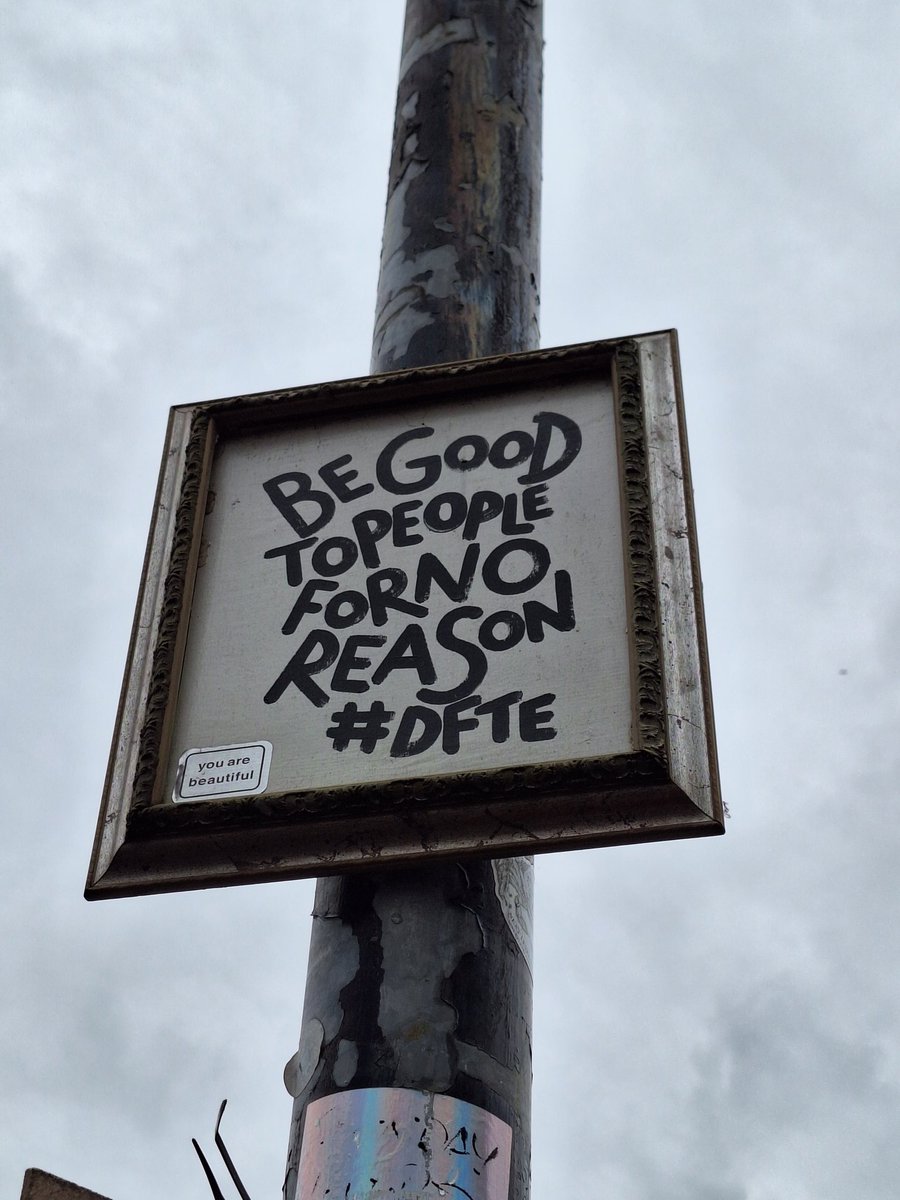 BE GOOD
TO PEOPLE
FOR NO
REASON
#DFTE
you are
beautiful